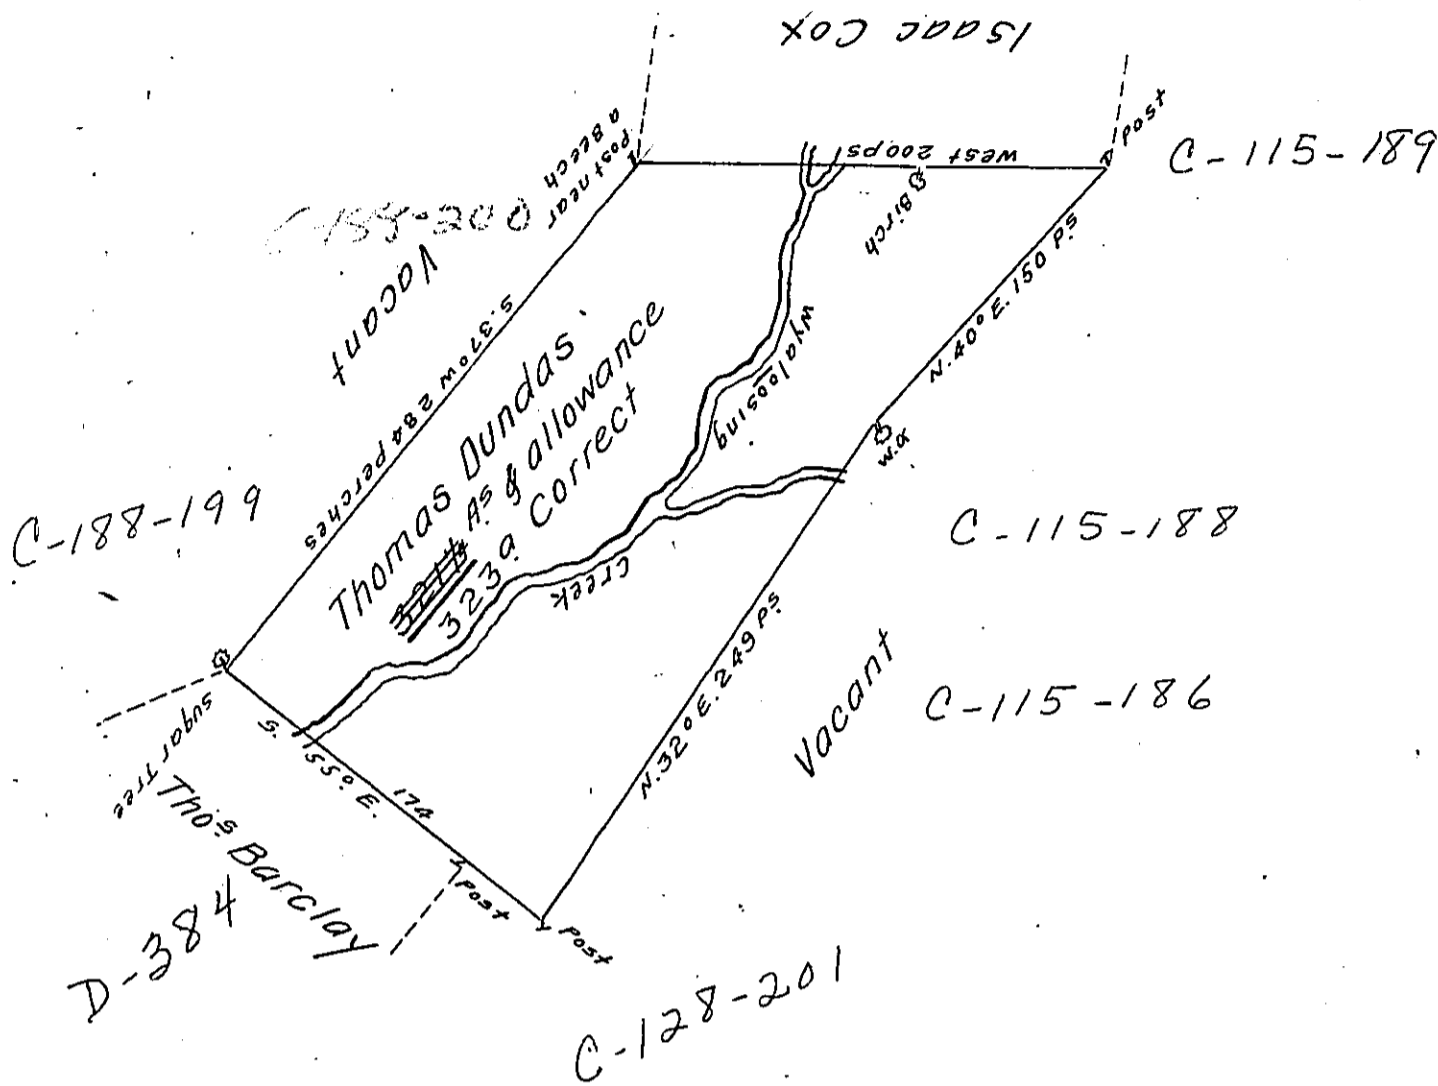 Isaac Cox
Post
C-115-189
West 200 ps
Birch
Post near
a Beech
Vacant
S. 37° W 284 perches
C-188-199
Thomas Dundas
As & allowance
323 a Correct
Wyaloosing
Creek
N. 40° E. 150 Ps
W.O
C-115-188
N. 32° E. 249 Ps
Vacant
C-115-186
Sugar Tree
S. 55° E. 174
Thos Barclay
Post
Post
D-384
C-128-201